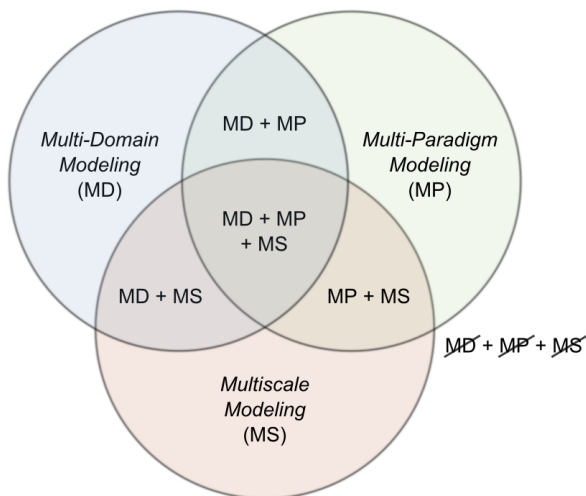 MD + MP
Multi-Domain
Modeling
(MD)
Multi-Paradigm
Modeling
(MP)
MD + MP
+ MS
MD + MS
MP + MS
MD + MP + MS
Multiscale
Modeling
(MS)